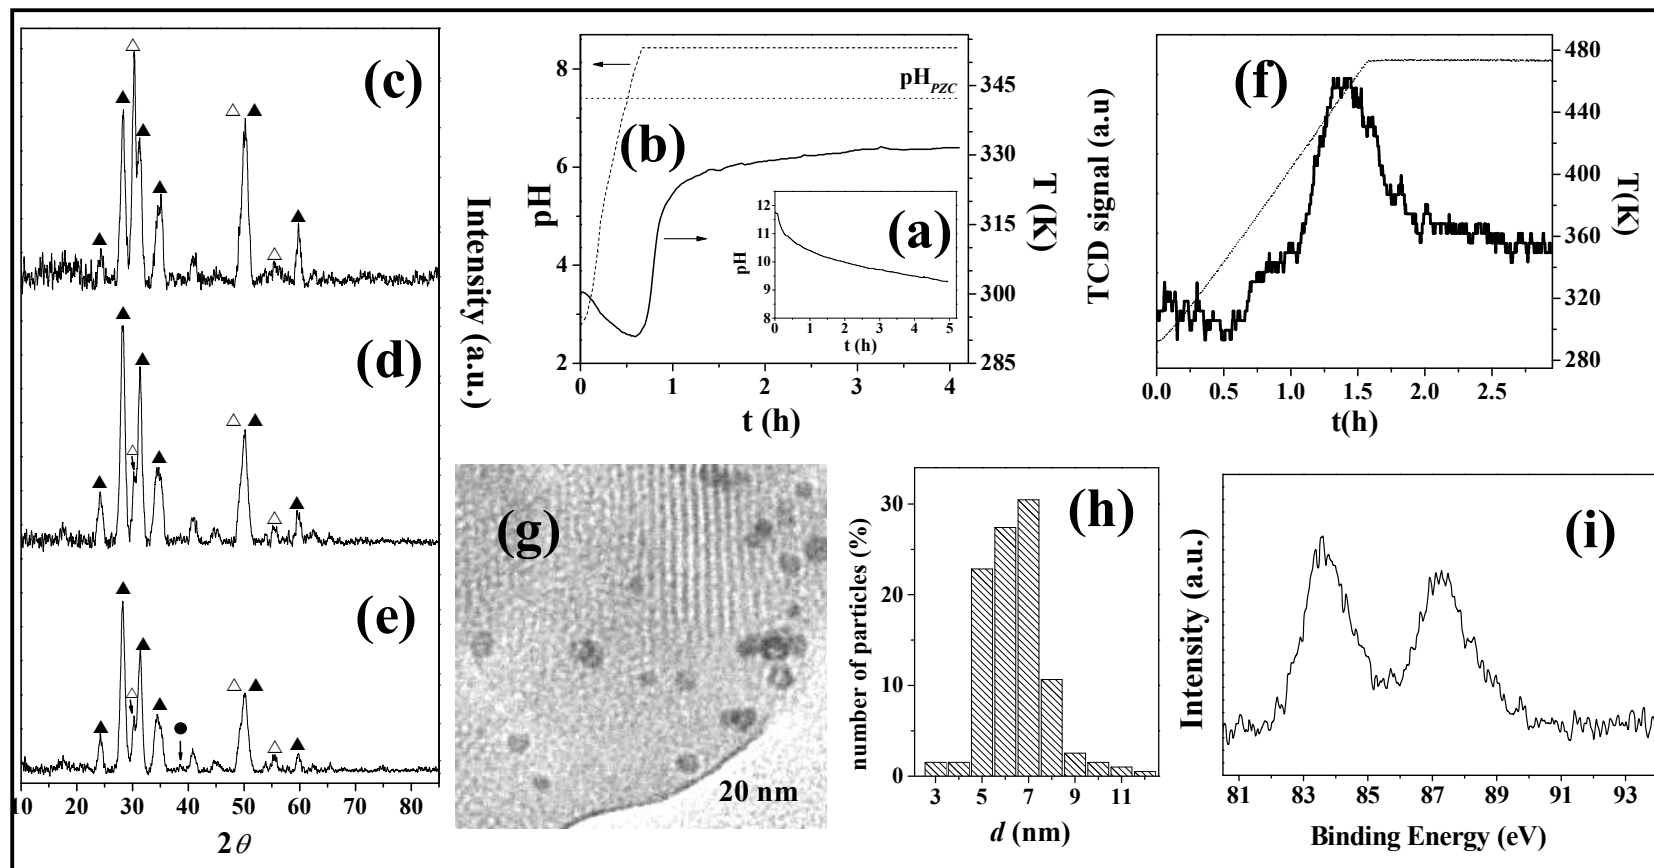 (c)
(d)
(e)
10 20 30 40 50 60 70 80
2θ
Intensity (a.u.)
8
6
4
2
pH
0 1 2 3 4
t (h)
345
330
315
300
285
T (K)
pH_PZC
(b)
(a)
12
11
10
9
8
pH
0 1 2 3 4 5
t (h)
(f)
TCD signal (a.u)
480
440
400
360
320
280
T(K)
0.0 0.5 1.0 1.5 2.0 2.5
t(h)
(g)
20 nm
(h)
30
20
10
0
number of particles (%)
3 5 7 9 11
d (nm)
(i)
Intensity (a.u.)
81 83 85 87 89 91 93
Binding Energy (eV)